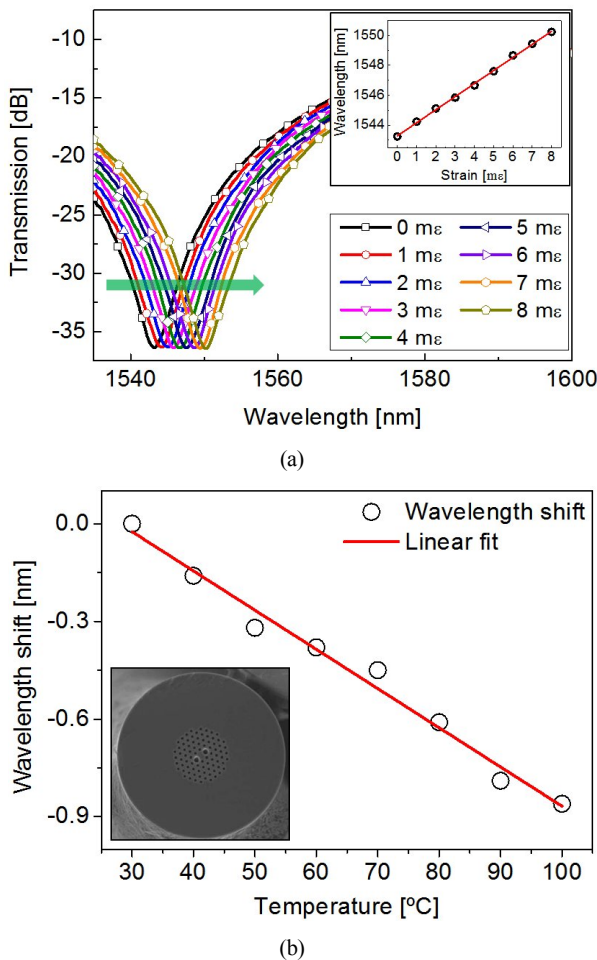 (a)
Transmission [dB]
-10
-15
-20
-25
-30
-35
1540
1560
1580
1600
Wavelength [nm]
Wavelength [nm]
1550
1548
1546
1544
0 1 2 3 4 5 6 7 8
Strain [mε]
0 mε 5 mε
1 mε 6 mε
2 mε 7 mε
3 mε 8 mε
4 mε
(a)
Wavelength shift [nm]
0.0
-0.3
-0.6
-0.9
Wavelength shift
Linear fit
30 40 50 60 70 80 90 100
Temperature [ºC]
(b)